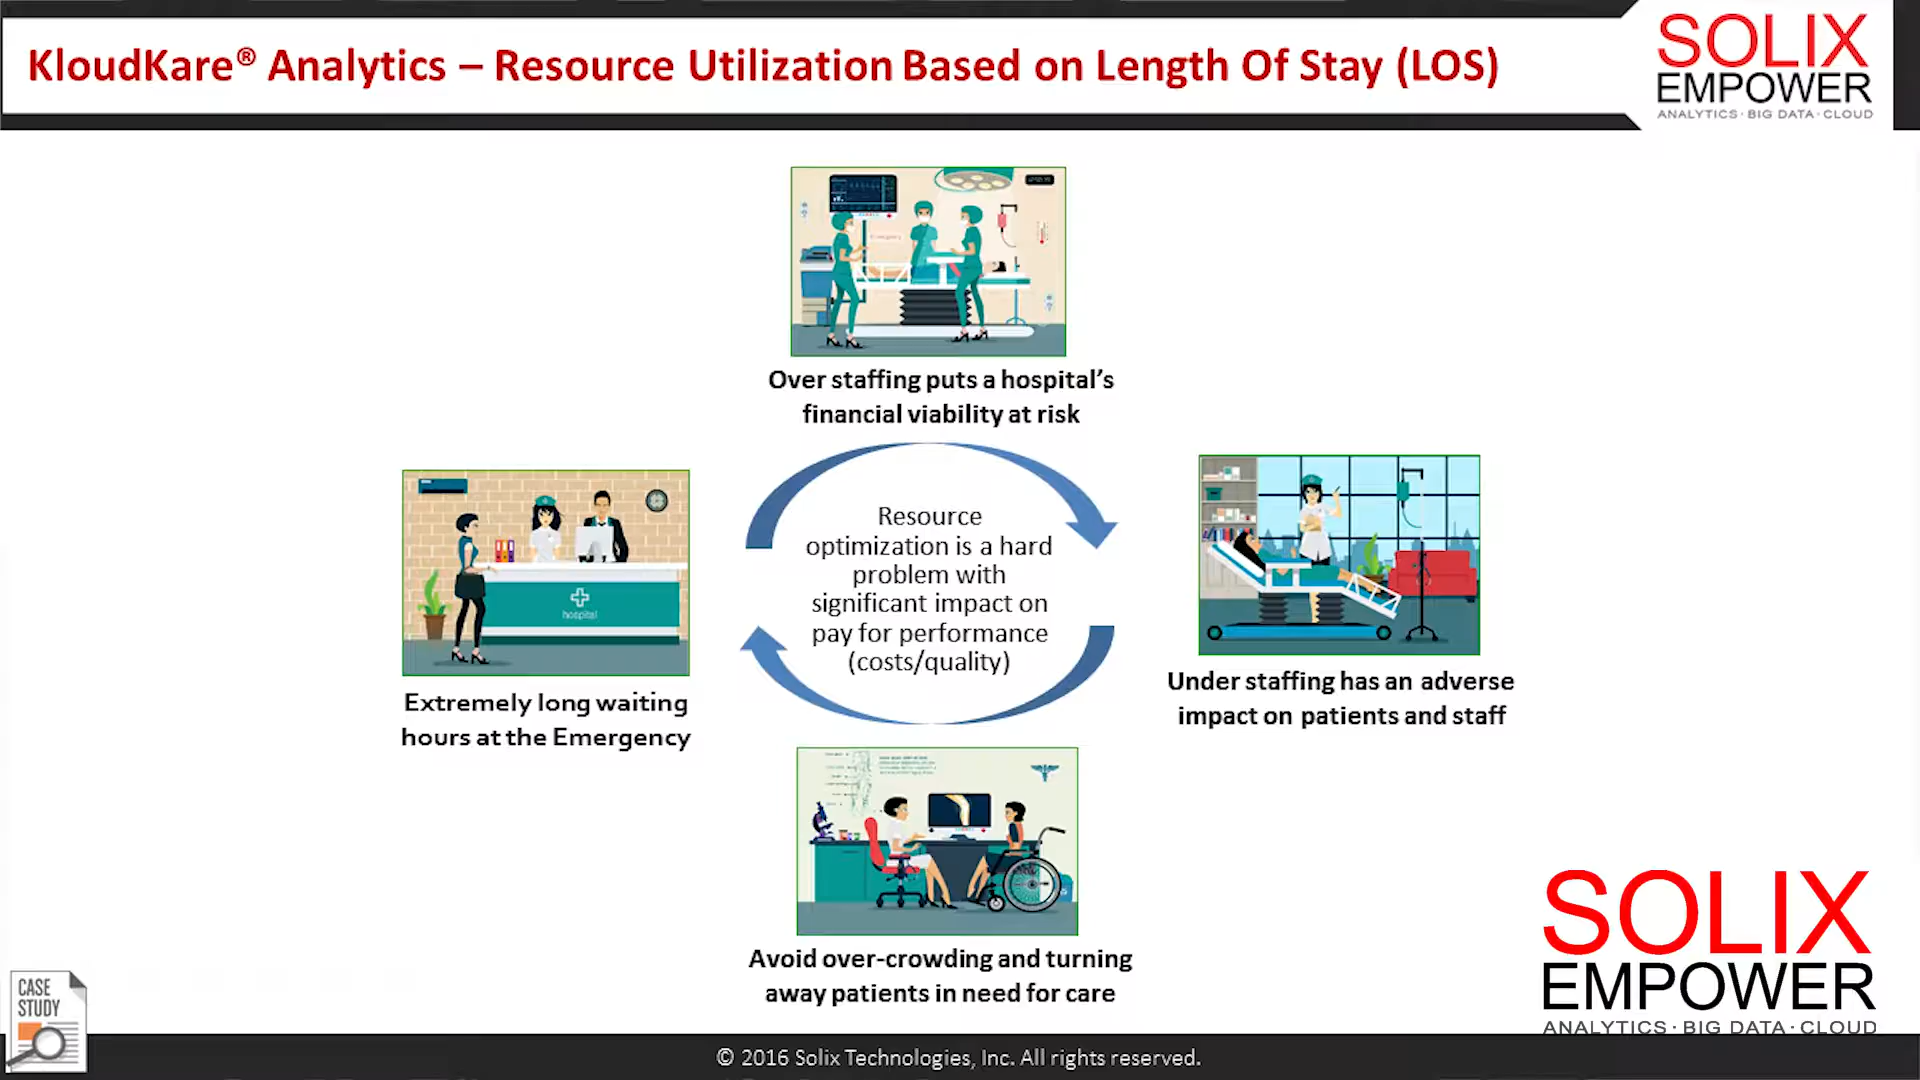 KloudKare® Analytics – Resource Utilization Based on Length Of Stay (LOS)
SOLIX
EMPOWER
ANALYTICS · BIG DATA · CLOUD
Emergency
Over staffing puts a hospital's
financial viability at risk
Resource
optimization is a hard
problem with
significant impact on
pay for performance
(costs/quality)
hospital
Extremely long waiting
hours at the Emergency
Under staffing has an adverse
impact on patients and staff
Avoid over-crowding and turning
away patients in need for care
CASE
STUDY
SOLIX
EMPOWER
ANALYTICS · BIG DATA · CLOUD
© 2016 Solix Technologies, Inc. All rights reserved.